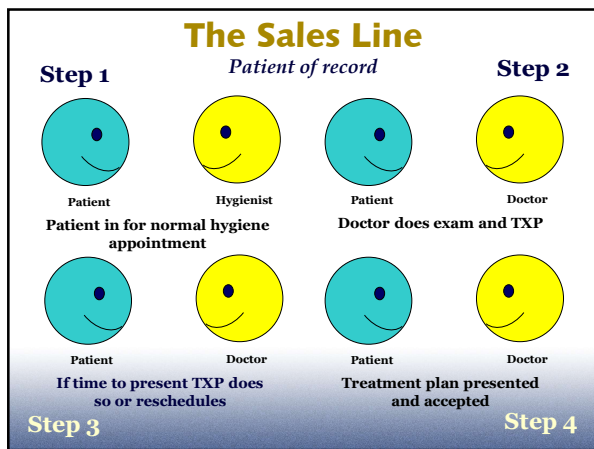 The Sales Line
Patient of record
Step 1
Step 2
Patient
Hygienist
Patient in for normal hygiene
appointment
Patient
Doctor
Doctor does exam and TXP
Patient
Doctor
If time to present TXP does
so or reschedules
Step 3
Patient
Doctor
Treatment plan presented
and accepted
Step 4